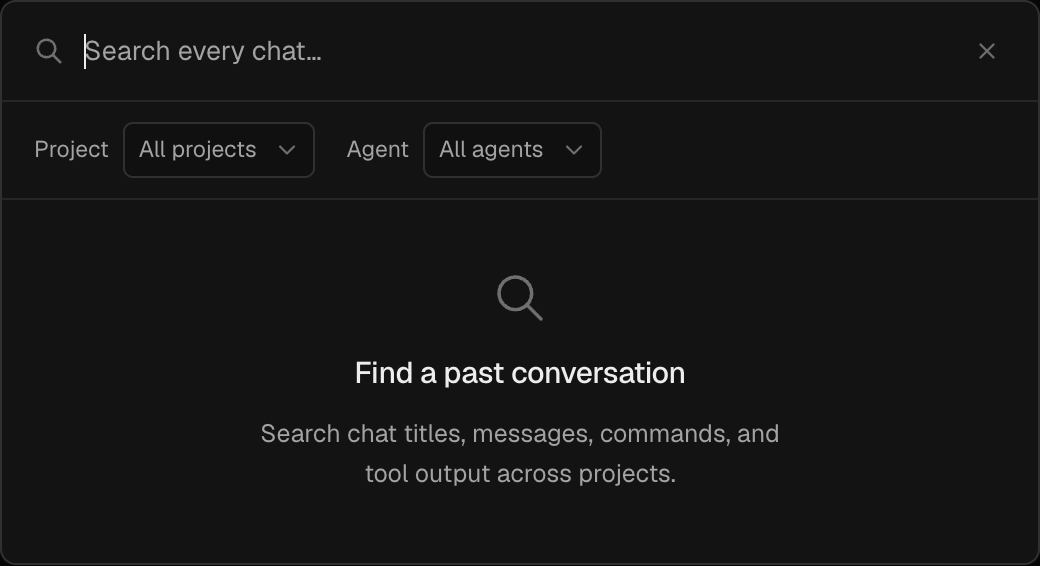 Search every chat...
Project All projects Agent All agents
Find a past conversation
Search chat titles, messages, commands, and
tool output across projects.